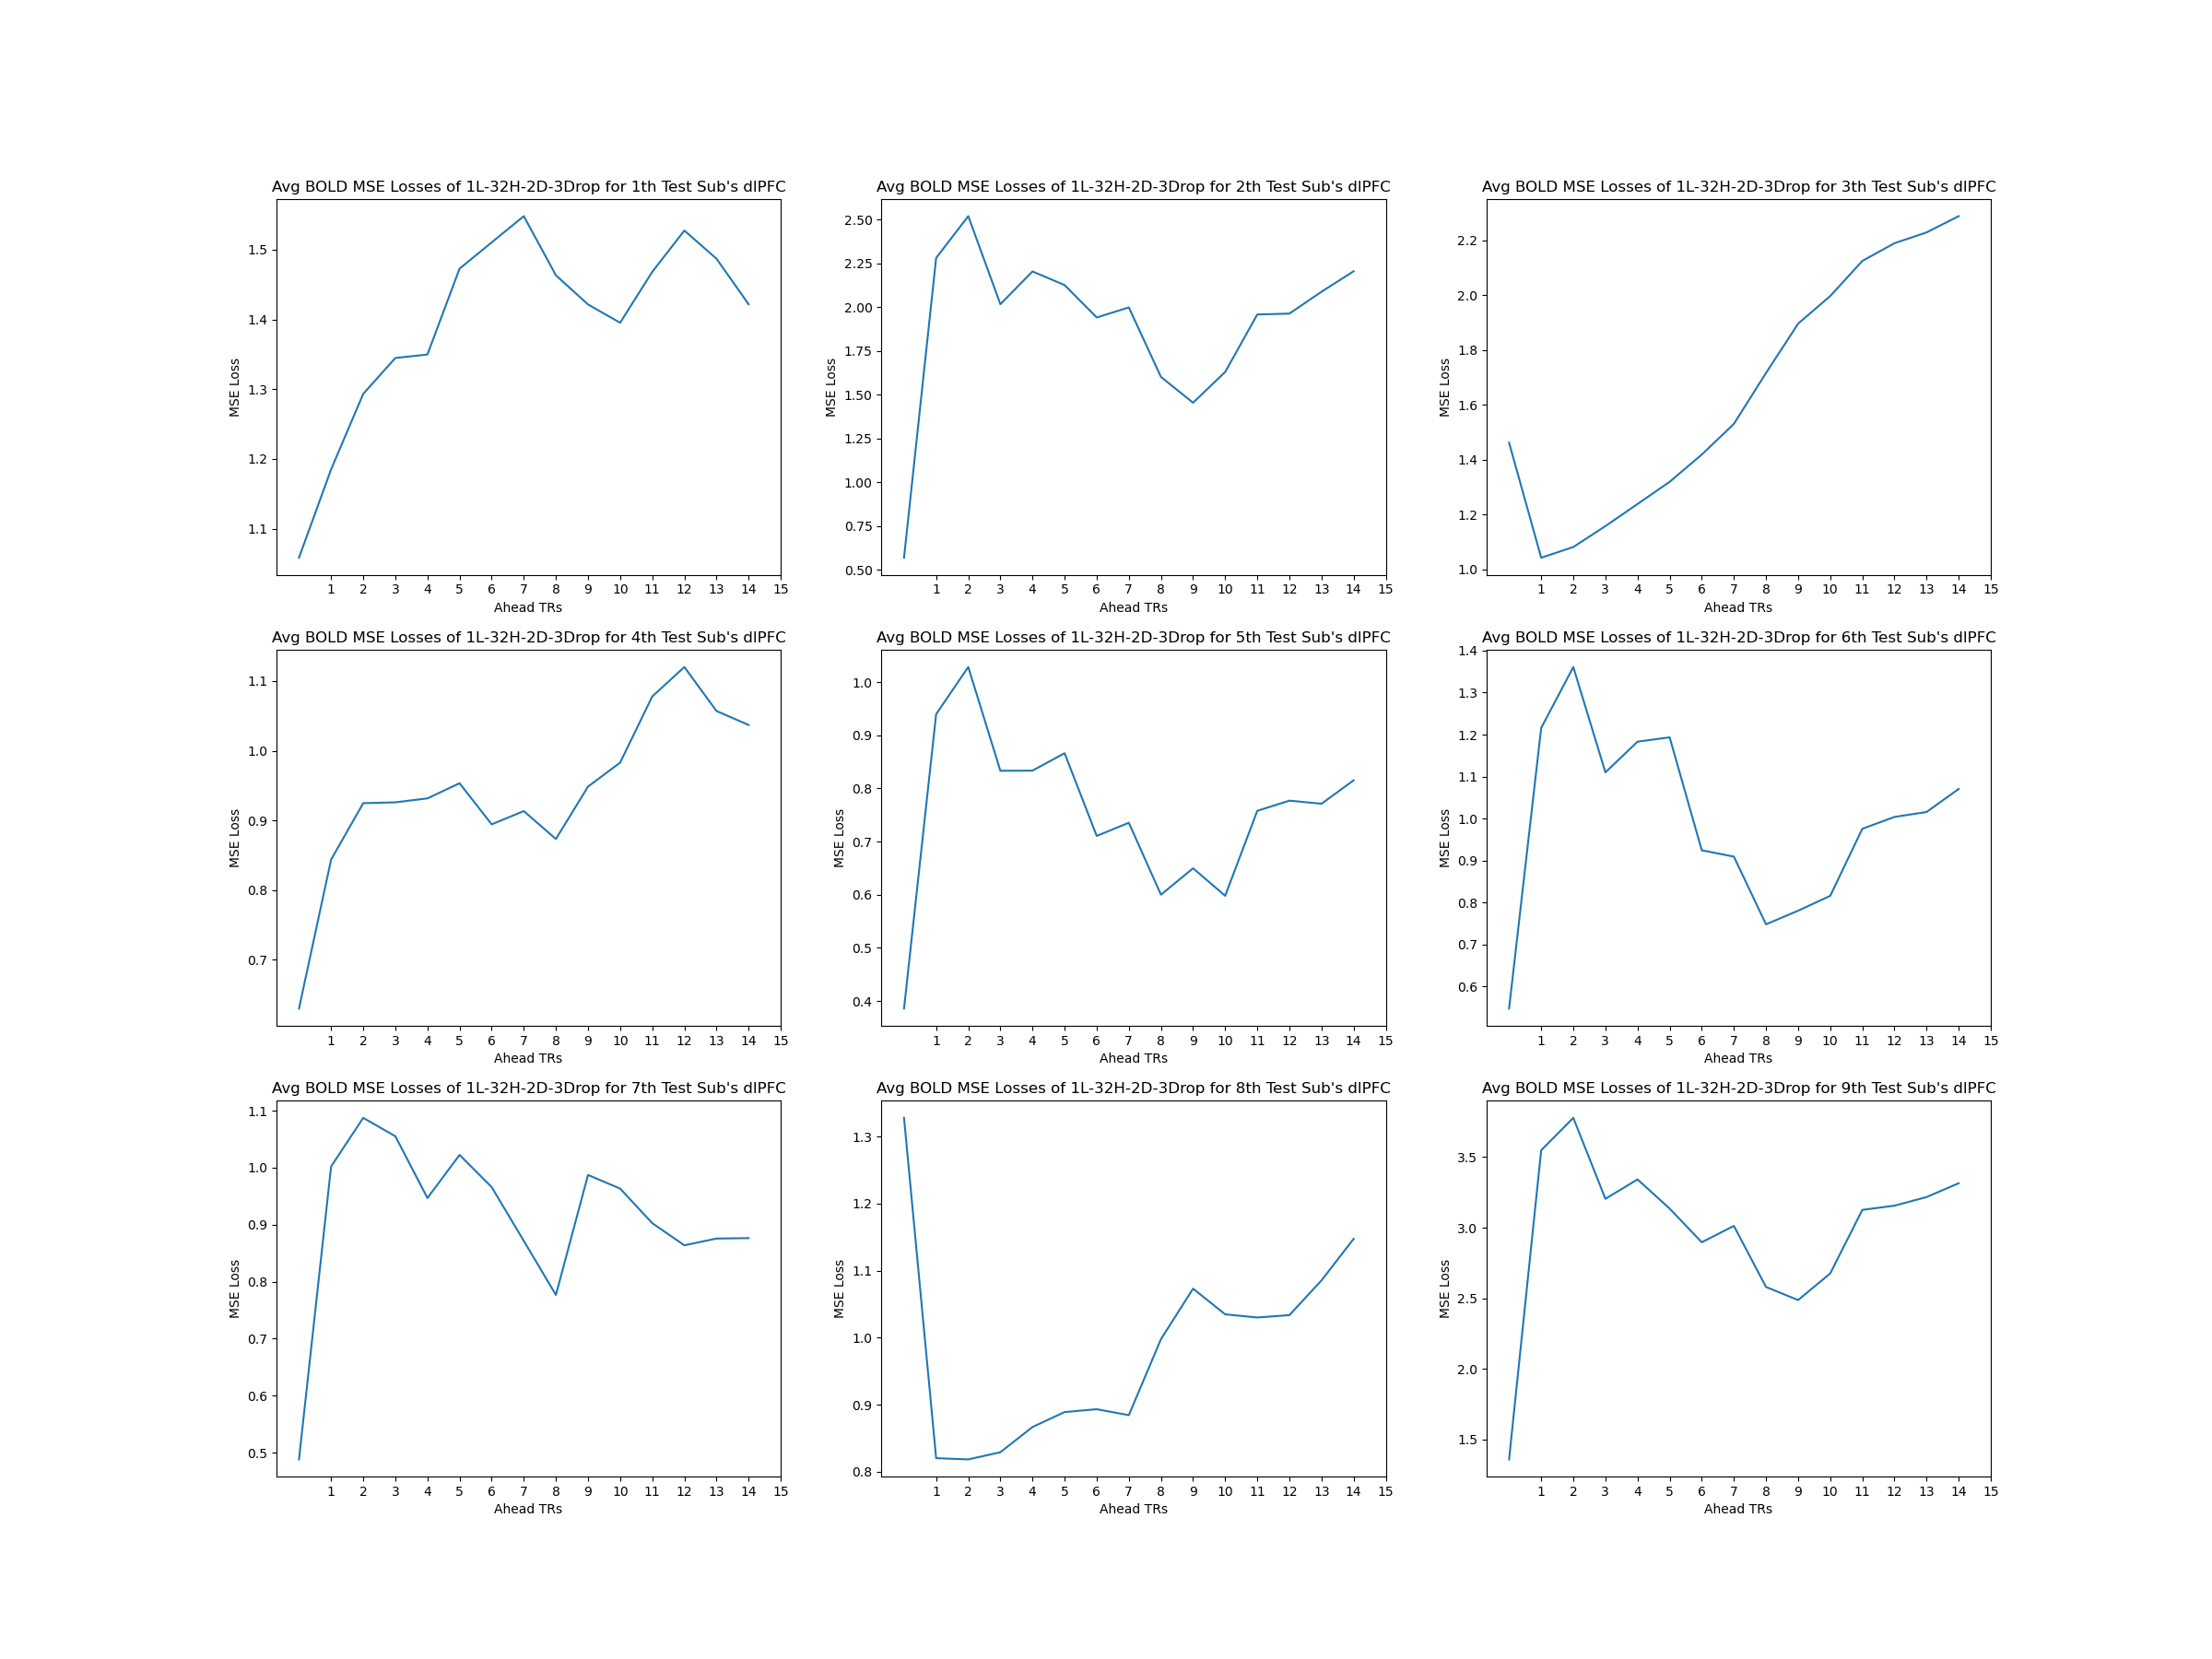 Avg BOLD MSE Losses of 1L-32H-2D-3Drop for 1th Test Sub's dlPFC
MSE Loss
1.5
1.4
1.3
1.2
1.1
1 2 3 4 5 6 7 8 9 10 11 12 13 14 15
Ahead TRs
Avg BOLD MSE Losses of 1L-32H-2D-3Drop for 2th Test Sub's dlPFC
MSE Loss
2.50
2.25
2.00
1.75
1.50
1.25
1.00
0.75
0.50
1 2 3 4 5 6 7 8 9 10 11 12 13 14 15
Ahead TRs
Avg BOLD MSE Losses of 1L-32H-2D-3Drop for 3th Test Sub's dlPFC
MSE Loss
2.2
2.0
1.8
1.6
1.4
1.2
1.0
1 2 3 4 5 6 7 8 9 10 11 12 13 14 15
Ahead TRs
Avg BOLD MSE Losses of 1L-32H-2D-3Drop for 4th Test Sub's dlPFC
MSE Loss
1.1
1.0
0.9
0.8
0.7
1 2 3 4 5 6 7 8 9 10 11 12 13 14 15
Ahead TRs
Avg BOLD MSE Losses of 1L-32H-2D-3Drop for 5th Test Sub's dlPFC
MSE Loss
1.0
0.9
0.8
0.7
0.6
0.5
0.4
1 2 3 4 5 6 7 8 9 10 11 12 13 14 15
Ahead TRs
Avg BOLD MSE Losses of 1L-32H-2D-3Drop for 6th Test Sub's dlPFC
MSE Loss
1.4
1.3
1.2
1.1
1.0
0.9
0.8
0.7
0.6
1 2 3 4 5 6 7 8 9 10 11 12 13 14 15
Ahead TRs
Avg BOLD MSE Losses of 1L-32H-2D-3Drop for 7th Test Sub's dlPFC
MSE Loss
1.1
1.0
0.9
0.8
0.7
0.6
0.5
1 2 3 4 5 6 7 8 9 10 11 12 13 14 15
Ahead TRs
Avg BOLD MSE Losses of 1L-32H-2D-3Drop for 8th Test Sub's dlPFC
MSE Loss
1.3
1.2
1.1
1.0
0.9
0.8
1 2 3 4 5 6 7 8 9 10 11 12 13 14 15
Ahead TRs
Avg BOLD MSE Losses of 1L-32H-2D-3Drop for 9th Test Sub's dlPFC
MSE Loss
3.5
3.0
2.5
2.0
1.5
1 2 3 4 5 6 7 8 9 10 11 12 13 14 15
Ahead TRs